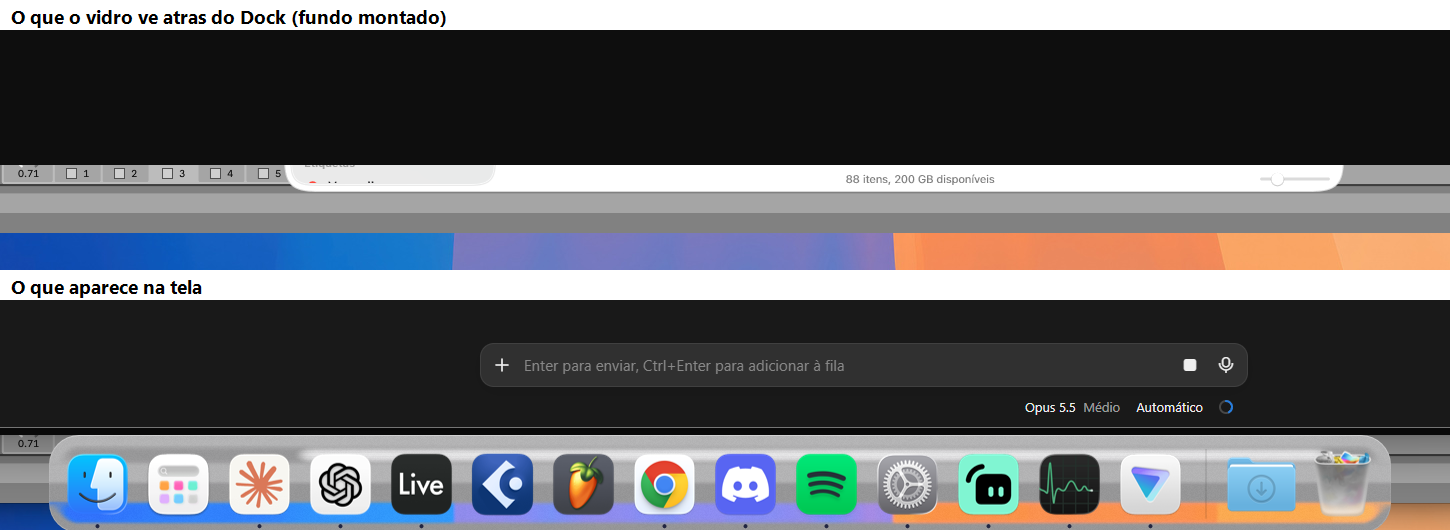 O que o vidro ve atras do Dock (fundo montado)
0.71 1 2 3 4 5
88 itens, 200 GB disponíveis
O que aparece na tela
Enter para enviar, Ctrl+Enter para adicionar à fila
Opus 5.5 Médio Automático
0.71
Live